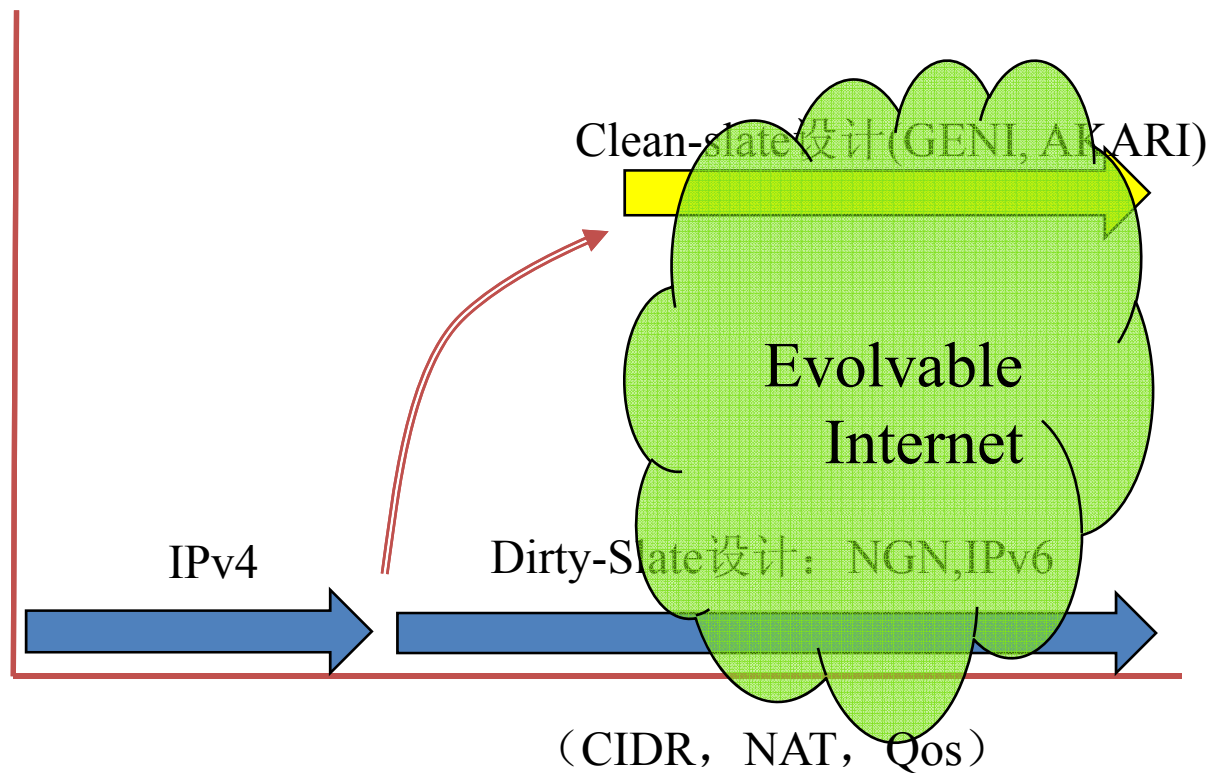 Clean-slate设计(GENI, AKARI)
Evolvable
Internet
IPv4
Dirty-Slate设计：NGN,IPv6
（CIDR，NAT，Qos）